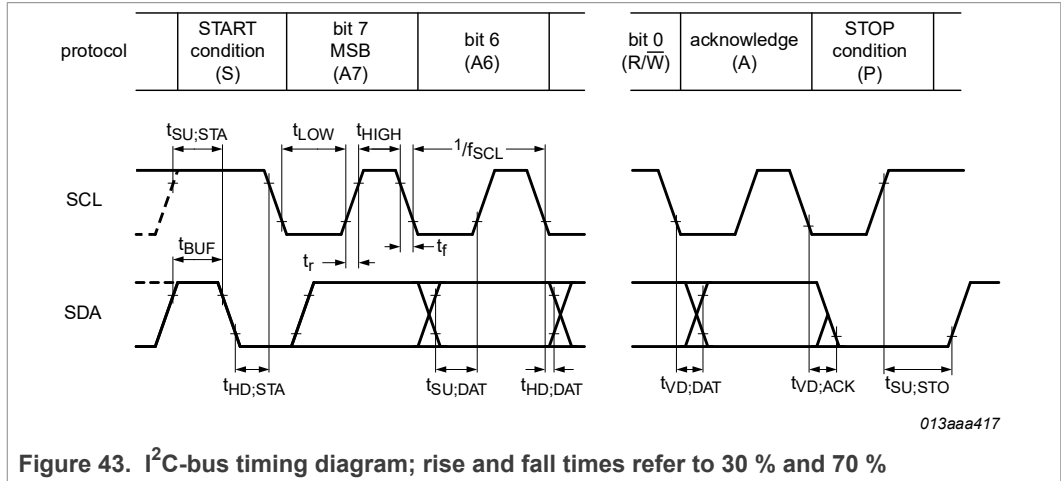 protocol
START
condition
(S)
bit 7
MSB
(A7)
bit 6
(A6)
bit 0
(R/W̅)
acknowledge
(A)
STOP
condition
(P)
tSU;STA
tLOW
tHIGH
1/fSCL
SCL
tBUF
tr
tf
SDA
tHD;STA
tSU;DAT
tHD;DAT
tVD;DAT
tVD;ACK
tSU;STO
013aaa417
Figure 43. I²C-bus timing diagram; rise and fall times refer to 30 % and 70 %